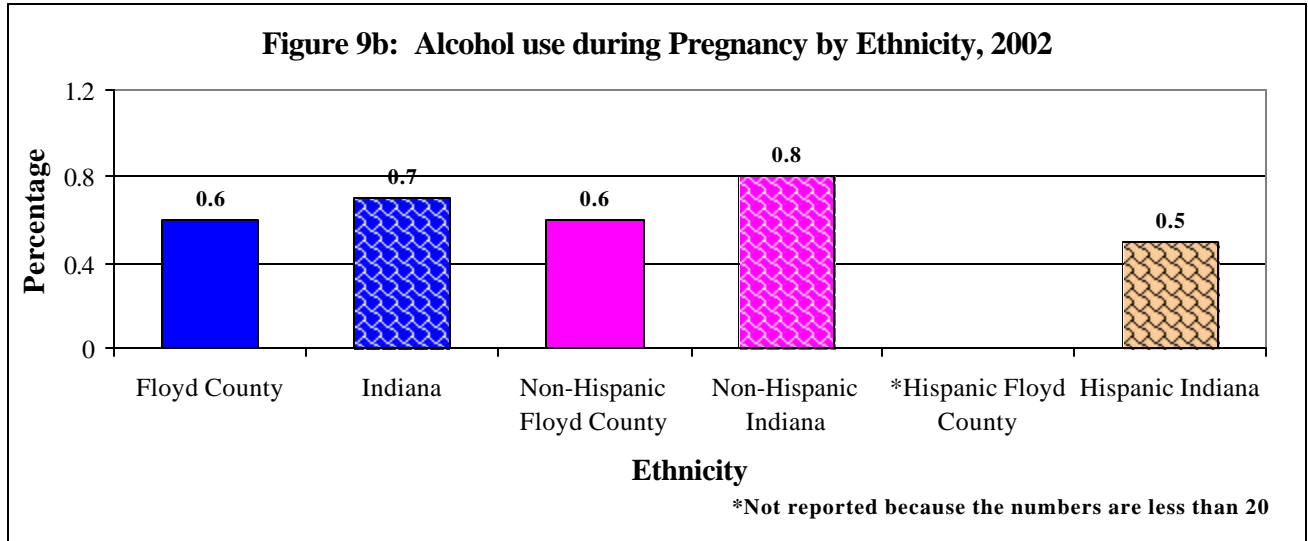 Figure 9b: Alcohol use during Pregnancy by Ethnicity, 2002
Percentage
1.2
0.8
0.4
0
0.6
0.7
0.6
0.8
0.5
Floyd County
Indiana
Non-Hispanic
Floyd County
Non-Hispanic
Indiana
*Hispanic Floyd
County
Hispanic Indiana
Ethnicity
*Not reported because the numbers are less than 20